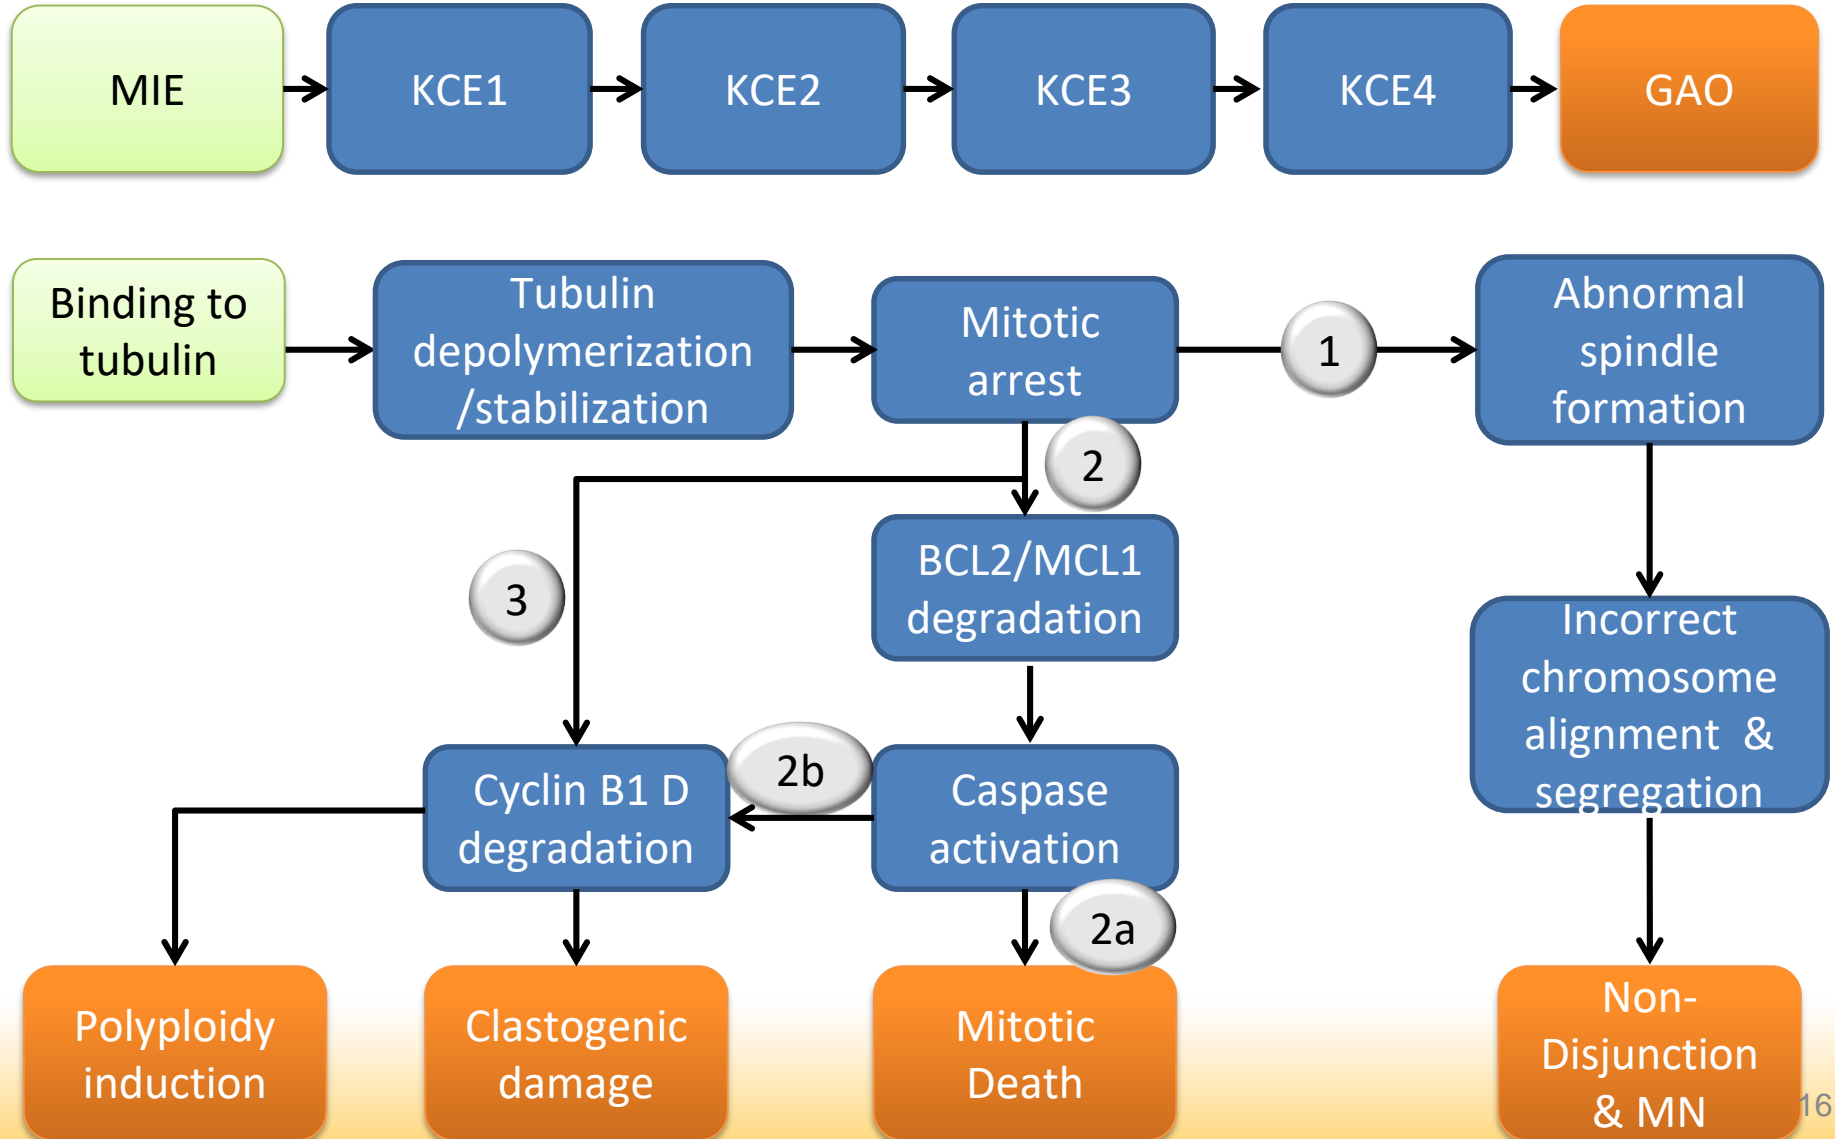 MIE
KCE1
KCE2
KCE3
KCE4
GAO
Binding to
tubulin
Tubulin
depolymerization
/stabilization
Mitotic
arrest
1
Abnormal
spindle
formation
2
3
BCL2/MCL1
degradation
Incorrect
chromosome
alignment &
segregation
Cyclin B1 D
degradation
2b
Caspase
activation
2a
Polyploidy
induction
Clastogenic
damage
Mitotic
Death
Non-
Disjunction
& MN
16